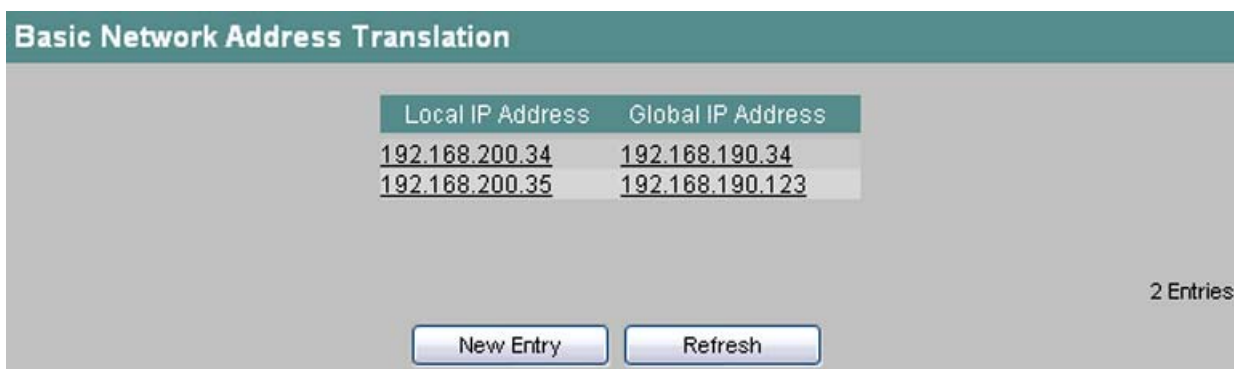 Basic Network Address Translation
Local IP Address Global IP Address
192.168.200.34 192.168.190.34
192.168.200.35 192.168.190.123
2 Entries
New Entry Refresh